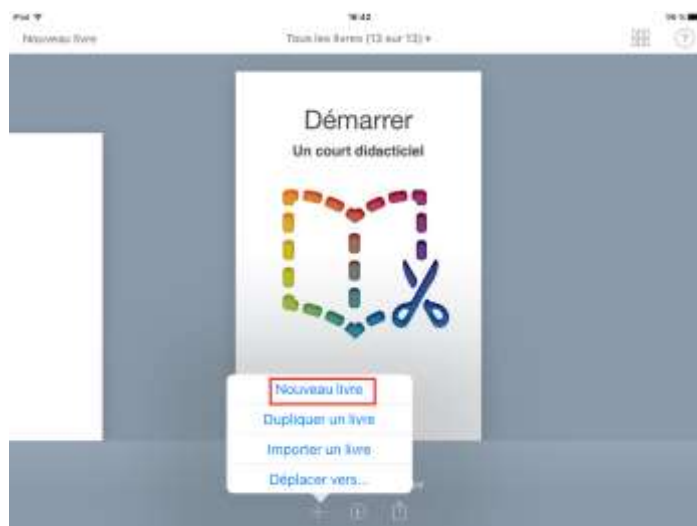 iPad
16:42
Nouveau livre
Tous les livres (13 sur 13)
Démarrer
Un court didacticiel
Nouveau livre
Dupliquer un livre
Importer un livre
Déplacer vers...